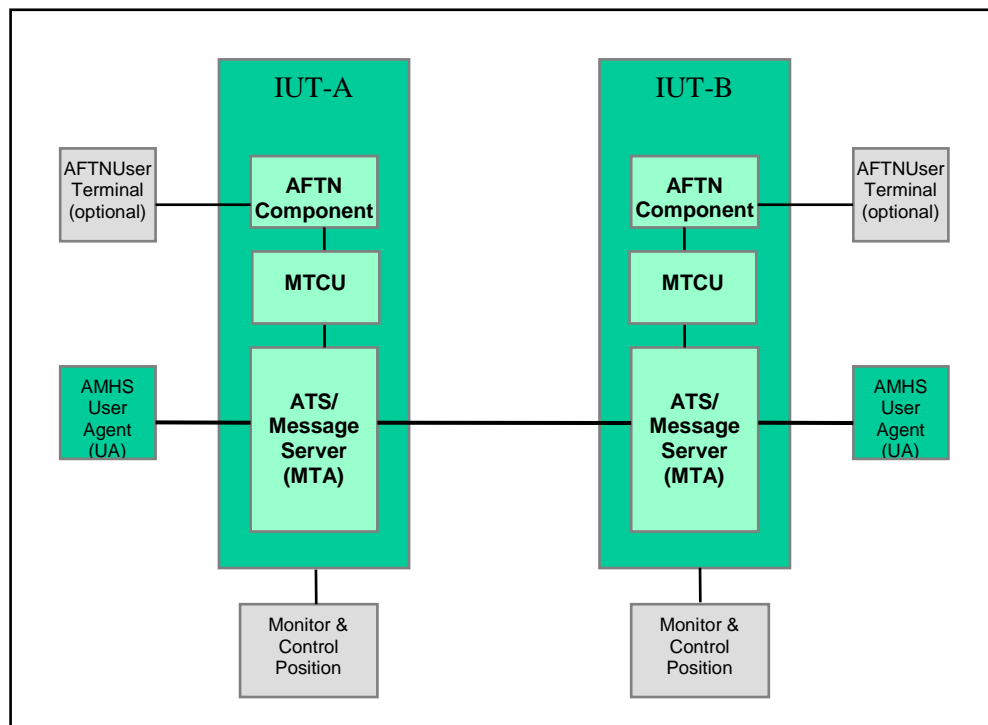 IUT-A
AFTNUser
Terminal
(optional)
AFTN
Component
MTCU
AMHS
User
Agent
(UA)
ATS/
Message
Server
(MTA)
Monitor &
Control
Position
IUT-B
AFTN
Component
AFTNUser
Terminal
(optional)
MTCU
ATS/
Message
Server
(MTA)
AMHS
User
Agent
(UA)
Monitor &
Control
Position